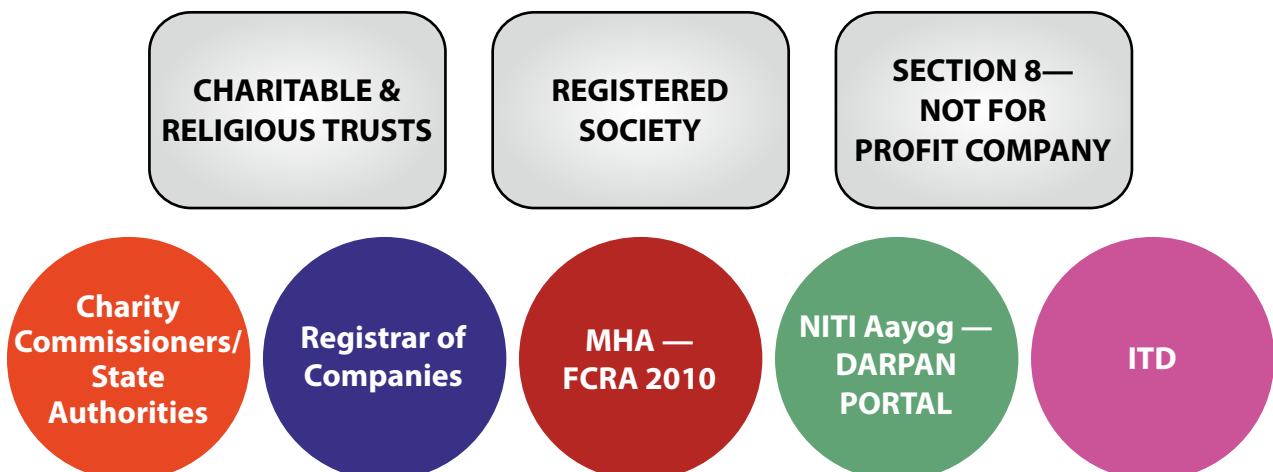 CHARITABLE &
RELIGIOUS TRUSTS
REGISTERED
SOCIETY
SECTION 8—
NOT FOR
PROFIT COMPANY
Charity
Commissioners/
State
Authorities
Registrar of
Companies
MHA —
FCRA 2010
NITI Aayog —
DARPAN
PORTAL
ITD